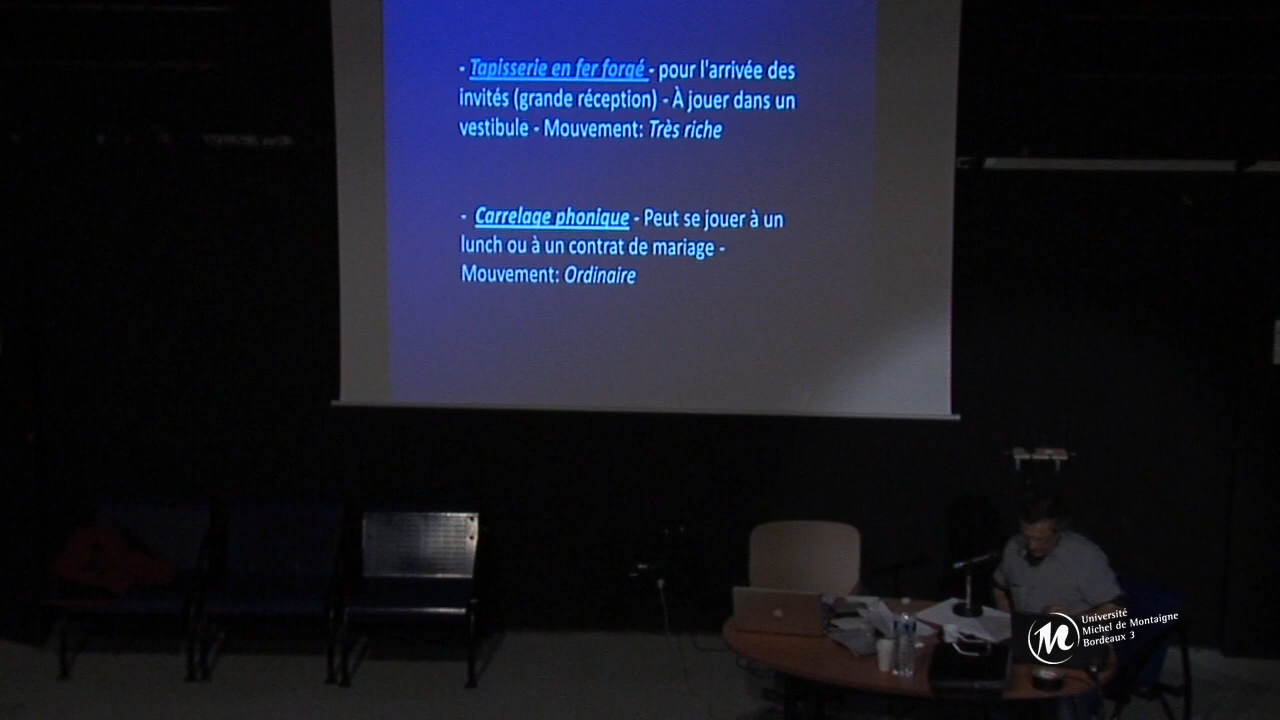 - Tapisserie en fer forgé - pour l'arrivée des
invités (grande réception) - À jouer dans un
vestibule - Mouvement: Très riche
- Carrelage phonique - Peut se jouer à un
lunch ou à un contrat de mariage -
Mouvement: Ordinaire
Université
Michel de Montaigne
Bordeaux 3